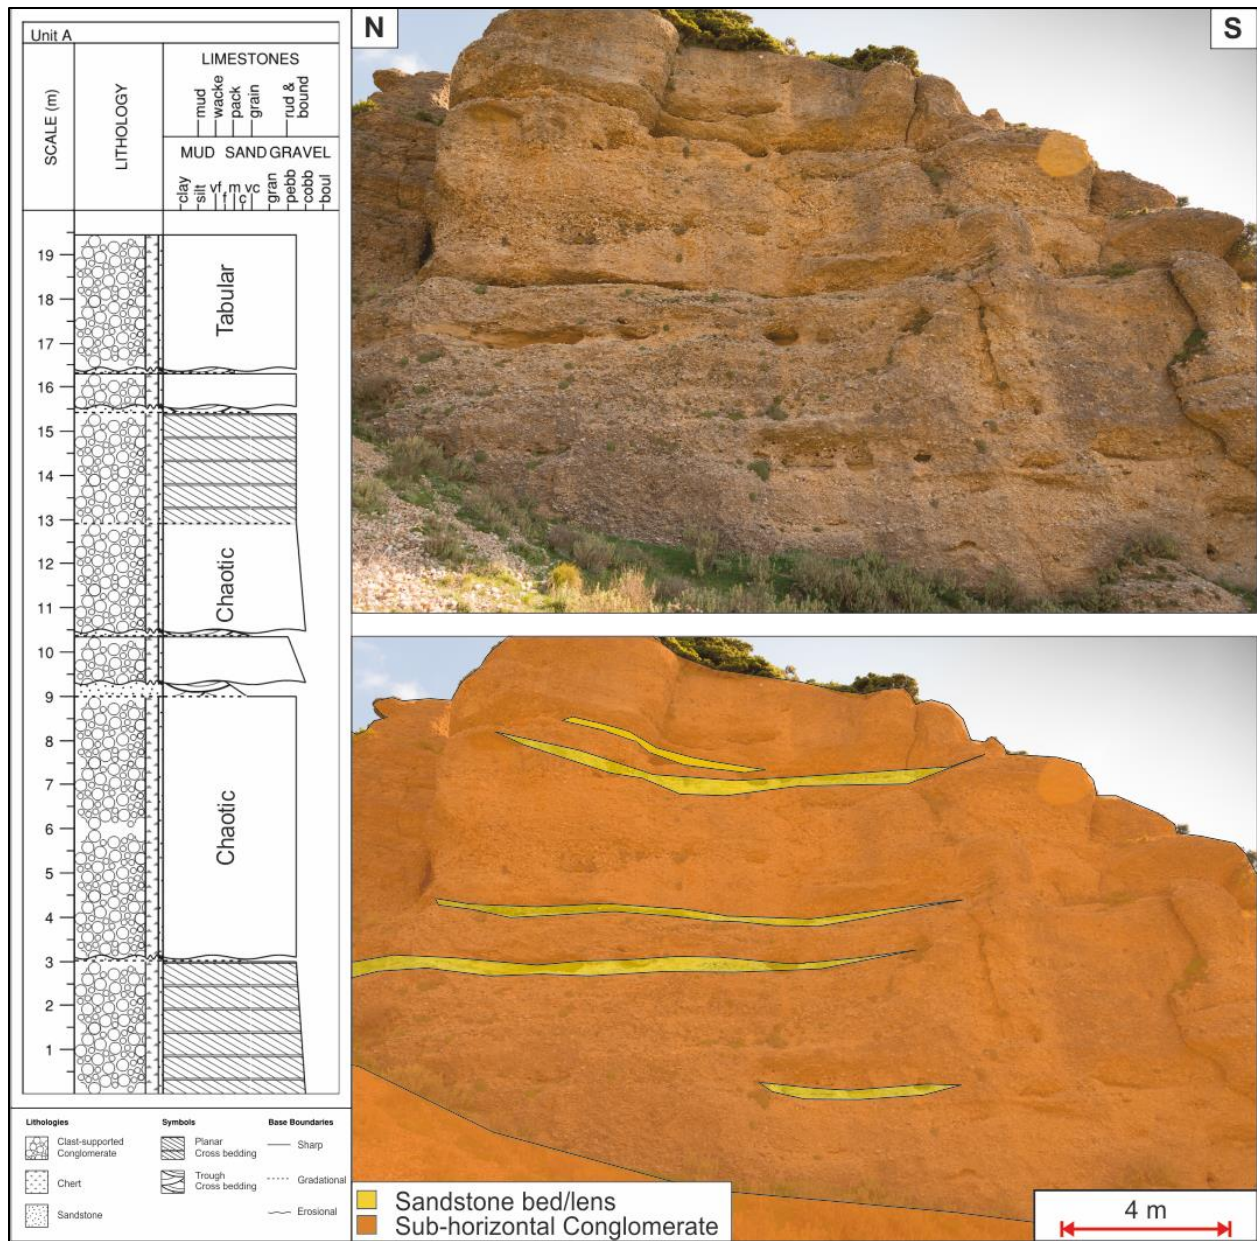 Unit A
SCALE (m)
LITHOLOGY
LIMESTONES
mud
wacke
pack
grain
rud &
bound
MUD SAND GRAVEL
clay
silt
vf
f
m
c
vc
gran
pebb
cobb
boul
19
18
17
16
15
14
13
12
11
10
9
8
7
6
5
4
3
2
1
Tabular
Chaotic
Chaotic
Lithologies
Clast-supported
Conglomerate
Chert
Sandstone
Symbols
Planar
Cross bedding
Trough
Cross bedding
Base Boundaries
Sharp
Gradational
Erosional
N
S
Sandstone bed/lens
Sub-horizontal Conglomerate
4 m